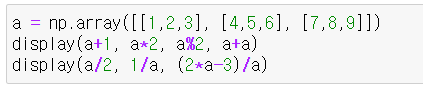 a = np.array([[1,2,3], [4,5,6], [7,8,9]])
display(a+1, a*2, a%2, a+a)
display(a/2, 1/a, (2*a-3)/a)